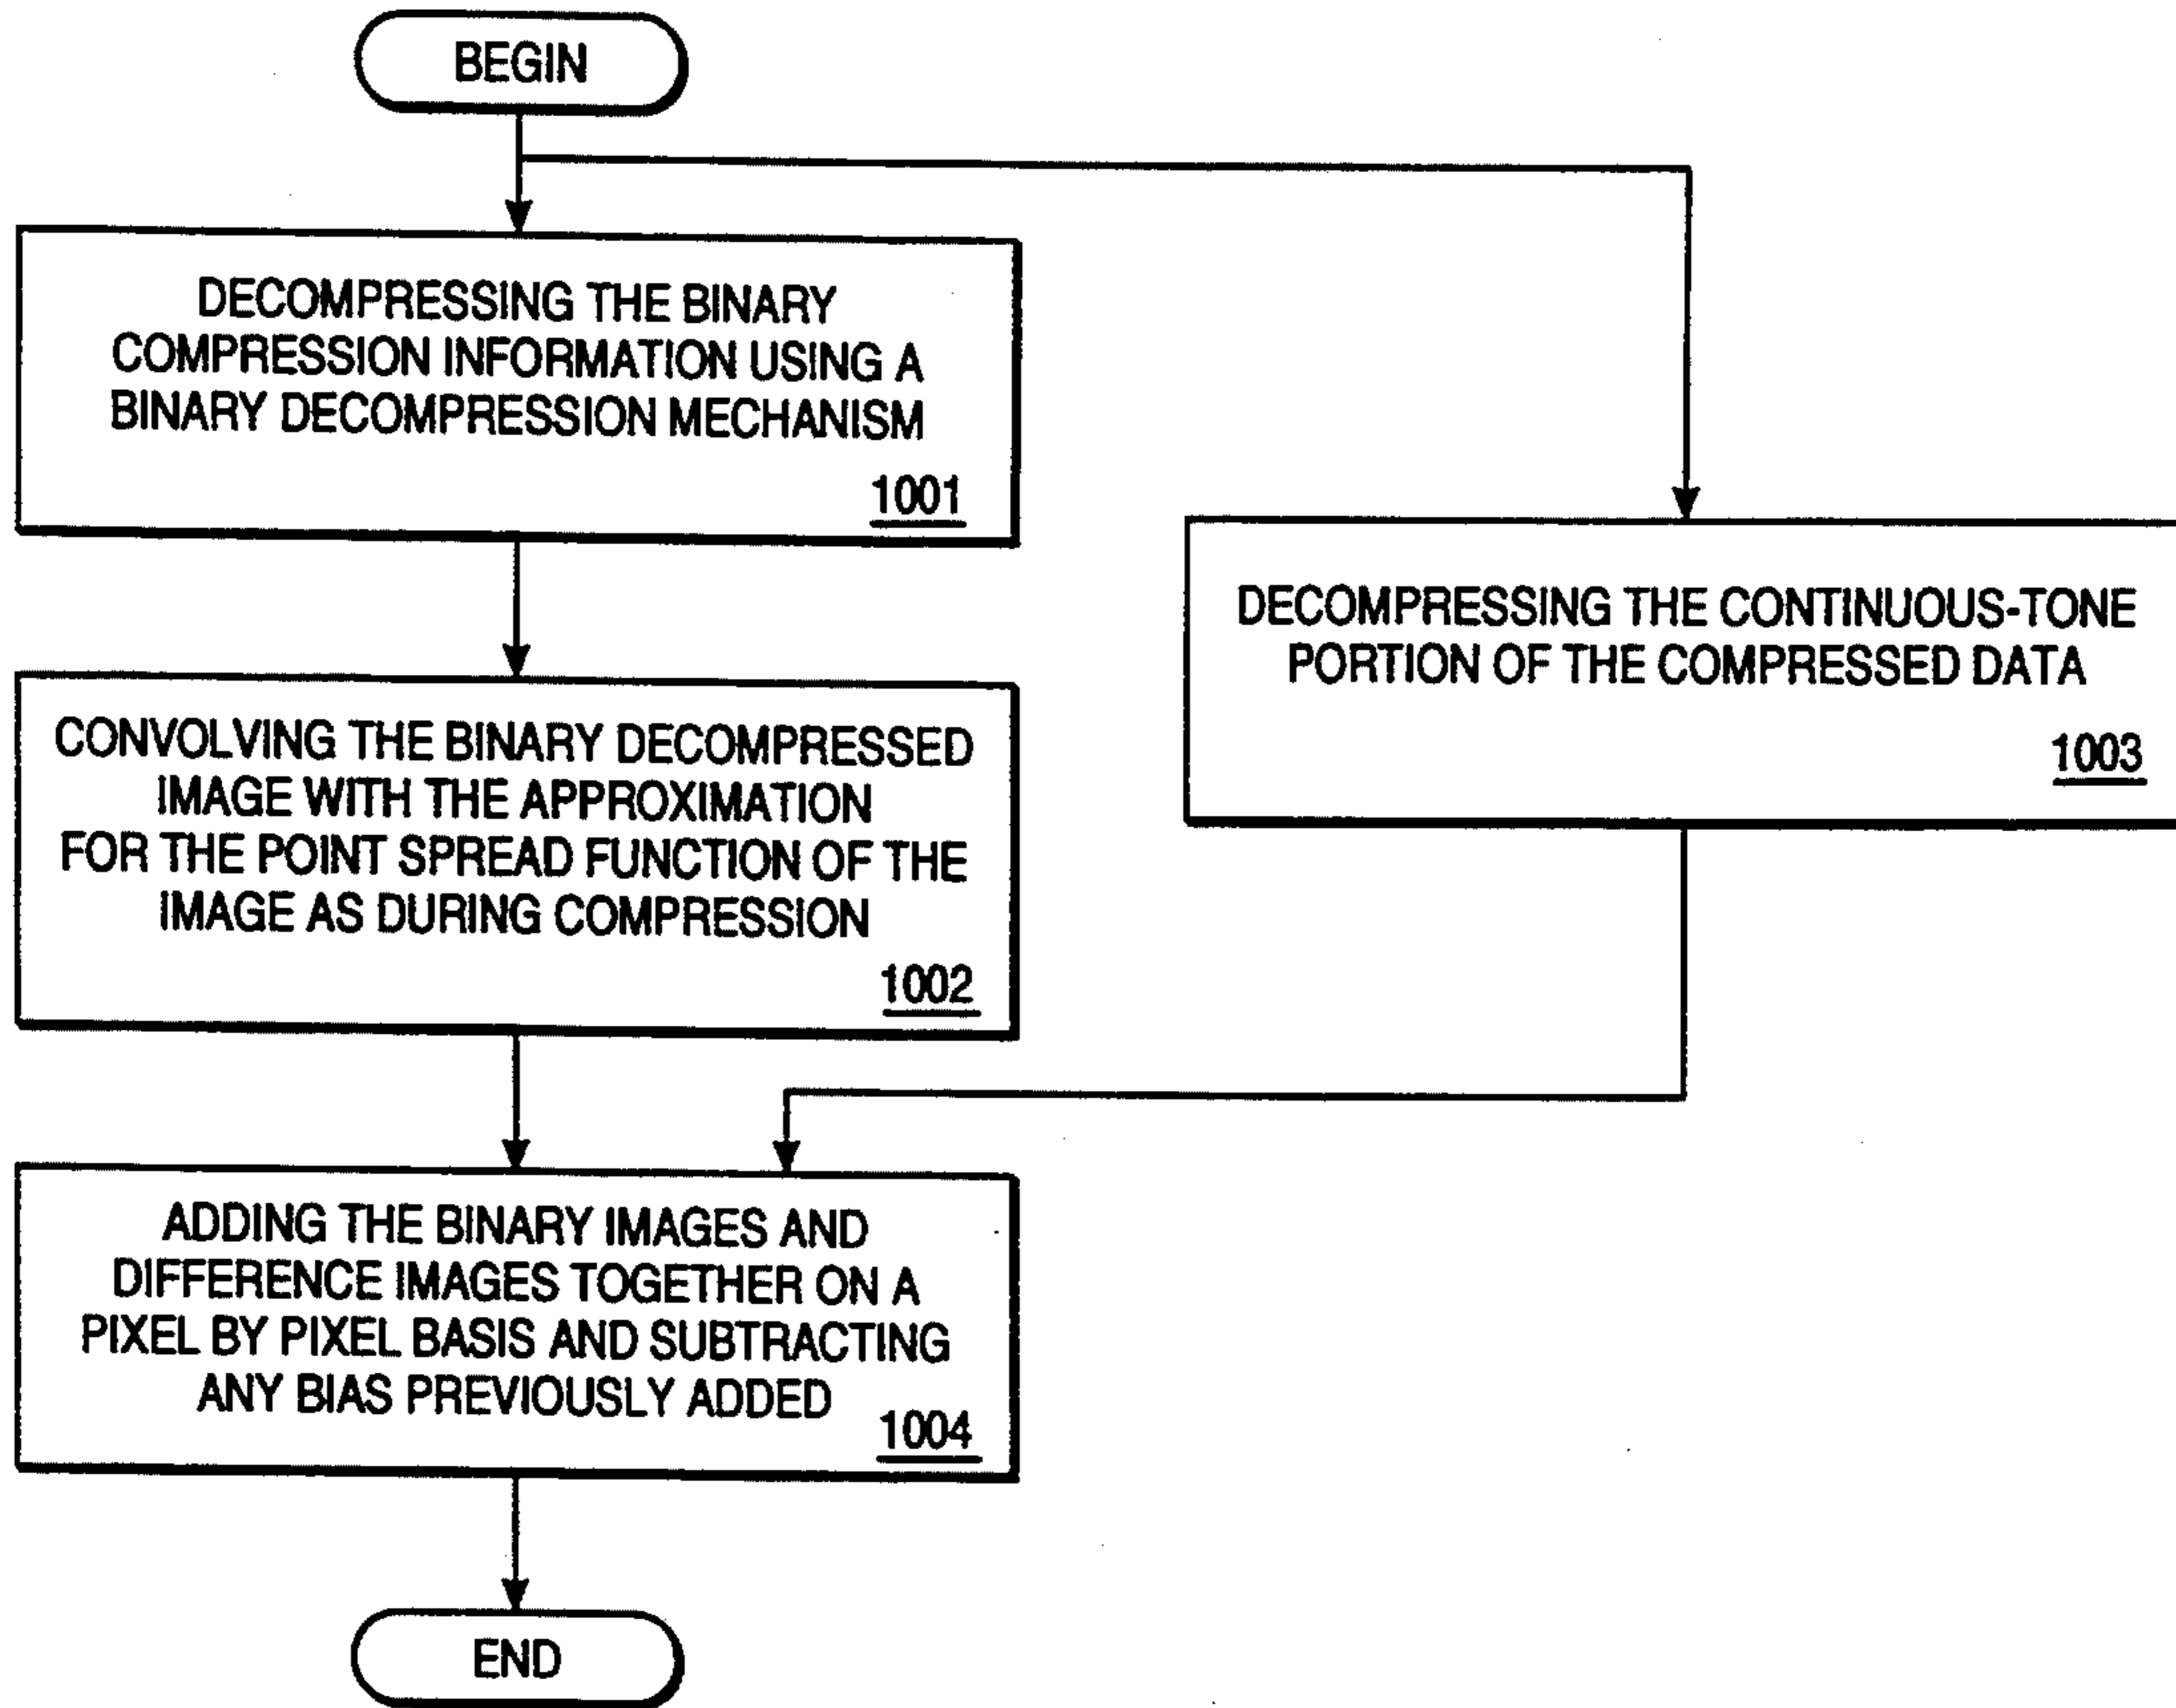 BEGIN
DECOMPRESSING THE BINARY
COMPRESSION INFORMATION USING A
BINARY DECOMPRESSION MECHANISM
1001
CONVOLVING THE BINARY DECOMPRESSED
IMAGE WITH THE APPROXIMATION
FOR THE POINT SPREAD FUNCTION OF THE
IMAGE AS DURING COMPRESSION
1002
DECOMPRESSING THE CONTINUOUS-TONE
PORTION OF THE COMPRESSED DATA
1003
ADDING THE BINARY IMAGES AND
DIFFERENCE IMAGES TOGETHER ON A
PIXEL BY PIXEL BASIS AND SUBTRACTING
ANY BIAS PREVIOUSLY ADDED
1004
END